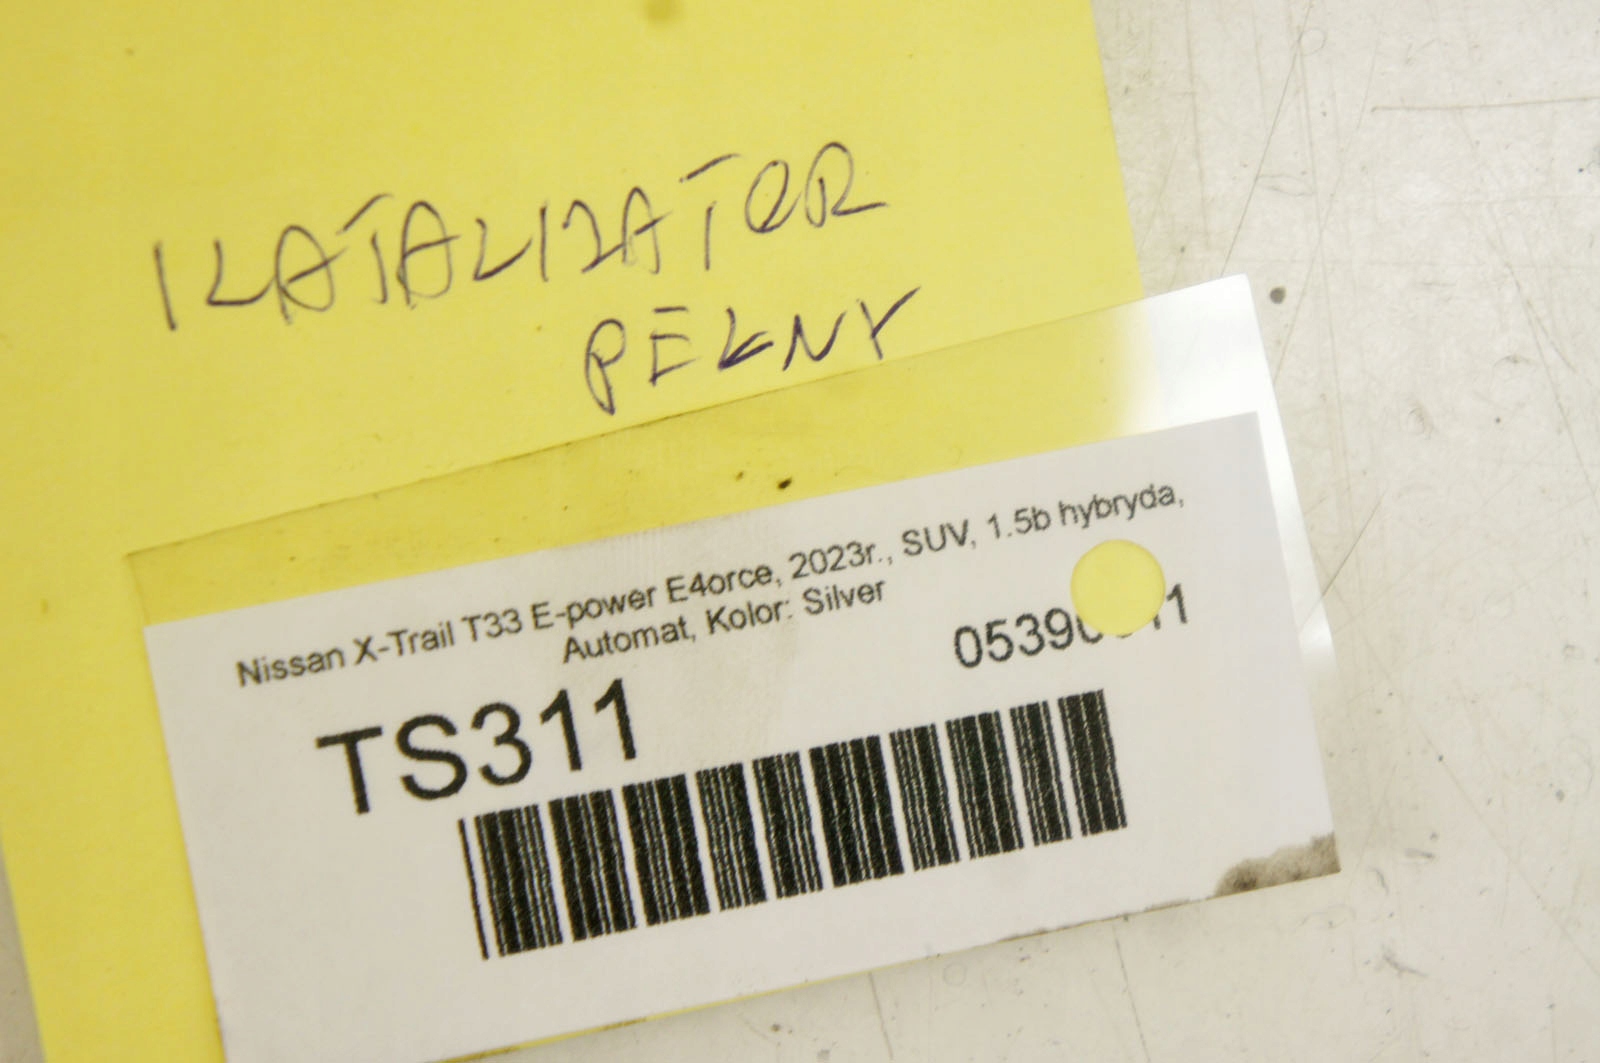 KATALIZATOR
PEŁNY
Nissan X-Trail T33 E-power E4orce, 2023r., SUV, 1.5b hybryda,
Automat, Kolor: Silver
TS311